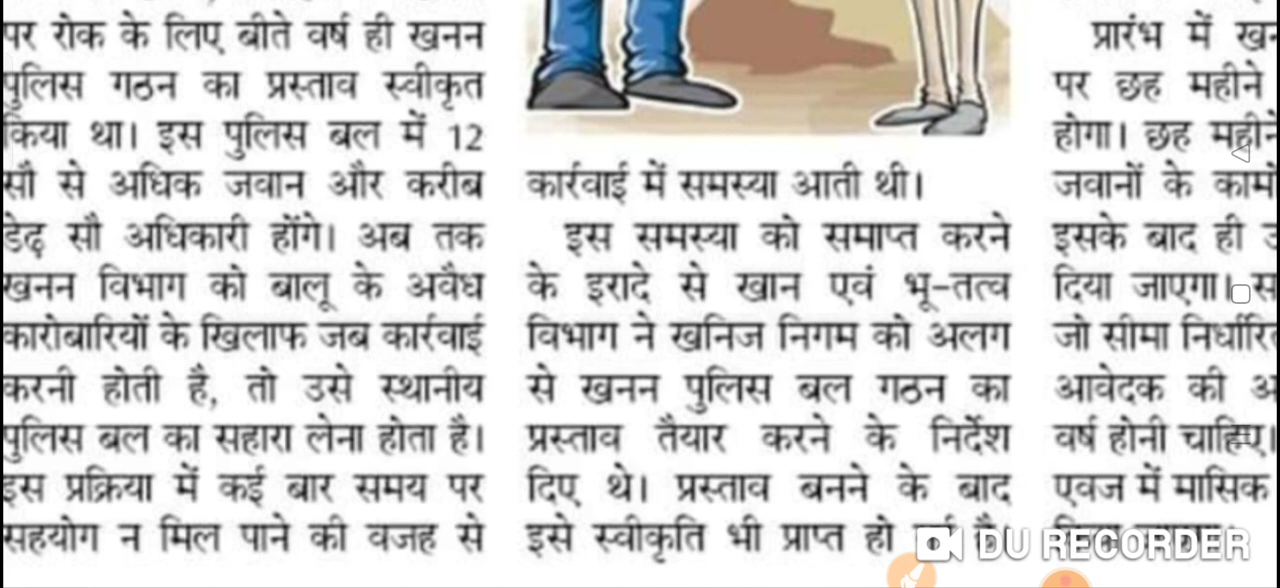 पर रोक के लिए बीते वर्ष ही खनन
पुलिस गठन का प्रस्ताव स्वीकृत
किया था। इस पुलिस बल में 12
सौ से अधिक जवान और करीब
डेढ़ सौ अधिकारी होंगे। अब तक
खनन विभाग को बालू के अवैध
कारोबारियों के खिलाफ जब कार्रवाई
करनी होती है, तो उसे स्थानीय
पुलिस बल का सहारा लेना होता है।
इस प्रक्रिया में कई बार समय पर
सहयोग न मिल पाने की वजह से
कार्रवाई में समस्या आती थी।
इस समस्या को समाप्त करने
के इरादे से खान एवं भू-तत्व
विभाग ने खनिज निगम को अलग
से खनन पुलिस बल गठन का
प्रस्ताव तैयार करने के निर्देश
दिए थे। प्रस्ताव बनने के बाद
इसे स्वीकृति भी प्राप्त हो
प्रारंभ में
पर छह महीने
होगा। छह महीने
जवानों के
इसके बाद ही
दिया जाएगा।
जो सीमा
आवेदक की
वर्ष होनी चाहिए।
एवज में मासिक
DU RECORDER